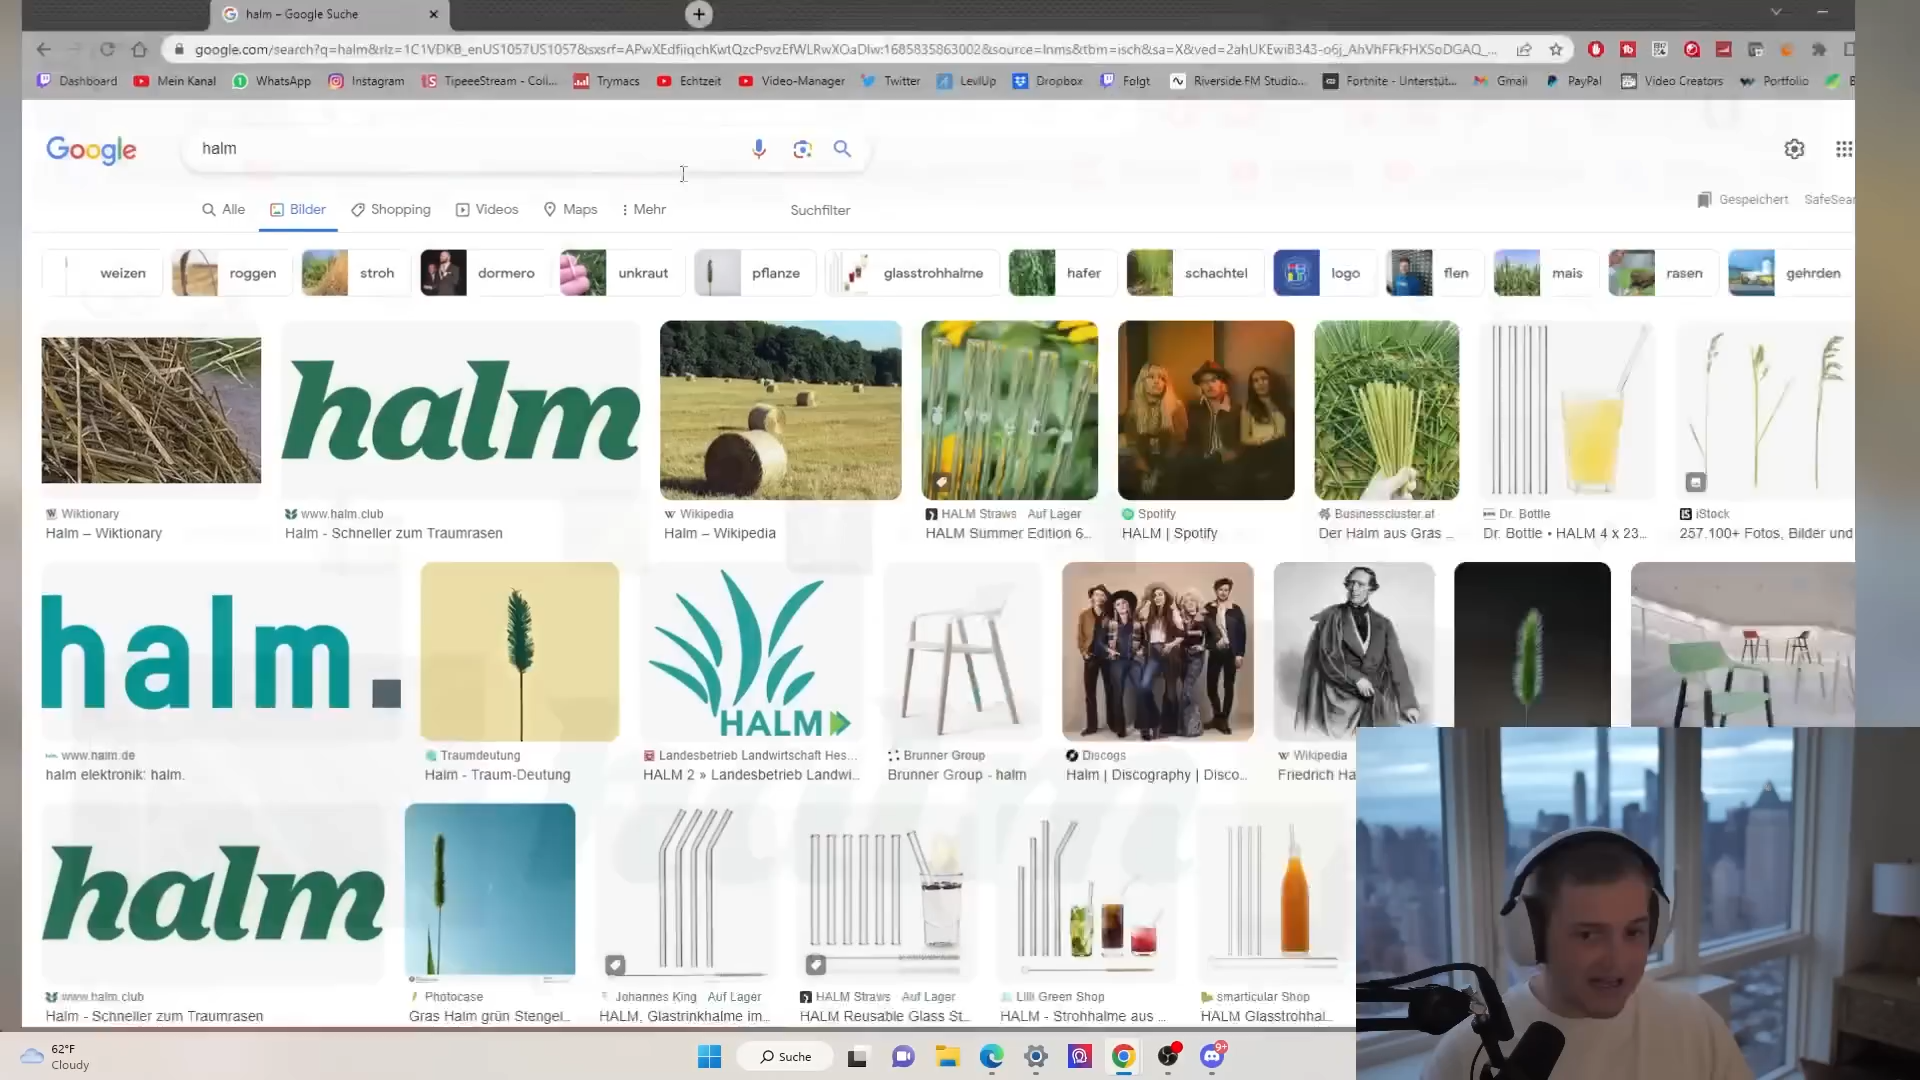 halm – Google Suche
google.com/search?q=halm&rlz=1C1VDKB_enUS1057US1057&sxsrf=
Dashboard Mein Kanal WhatsApp Instagram TipeeeStream - Coll... Trymacs Echtzeit Video-Manager Twitter LevlUp Dropbox Folgt Riverside.FM Studio... Fortnite - Unterstüt... Gmail PayPal Video Creators Portfolio
Google halm
Alle Bilder Shopping Videos Maps Mehr Suchfilter
Gespeichert
weizen roggen stroh dormero unkraut pflanze glasstrohhalme hafer schachtel logo flen mais rasen gehrden
halm
Wiktionary www.halm.club Wikipedia HALM Straws Auf Lager Spotify Businesscluster.at Dr. Bottle iStock
Halm – Wiktionary Halm - Schneller zum Traumrasen Halm – Wikipedia HALM Summer Edition 6... HALM | Spotify Der Halm aus Gras ... Dr. Bottle • HALM 4 x 23... 257.100+ Fotos, Bilder und
halm.
HALM
www.halm.de Traumdeutung Landesbetrieb Landwirtschaft Hes... Brunner Group Discogs Wikipedia
halm elektronik: halm. Halm - Traum-Deutung HALM 2 » Landesbetrieb Landwi... Brunner Group - halm Halm | Discography | Disco... Friedrich Ha
halm
www.halm.club Photocase Johannes King Auf Lager HALM Straws Auf Lager Lilli Green Shop smarticular Shop
Halm - Schneller zum Traumrasen Gras Halm grün Stengel... HALM, Glastrinkhalme im... HALM Reusable Glass St... HALM - Strohhalme aus ... HALM Glasstrohhal...
62°F
Cloudy
Suche
9+